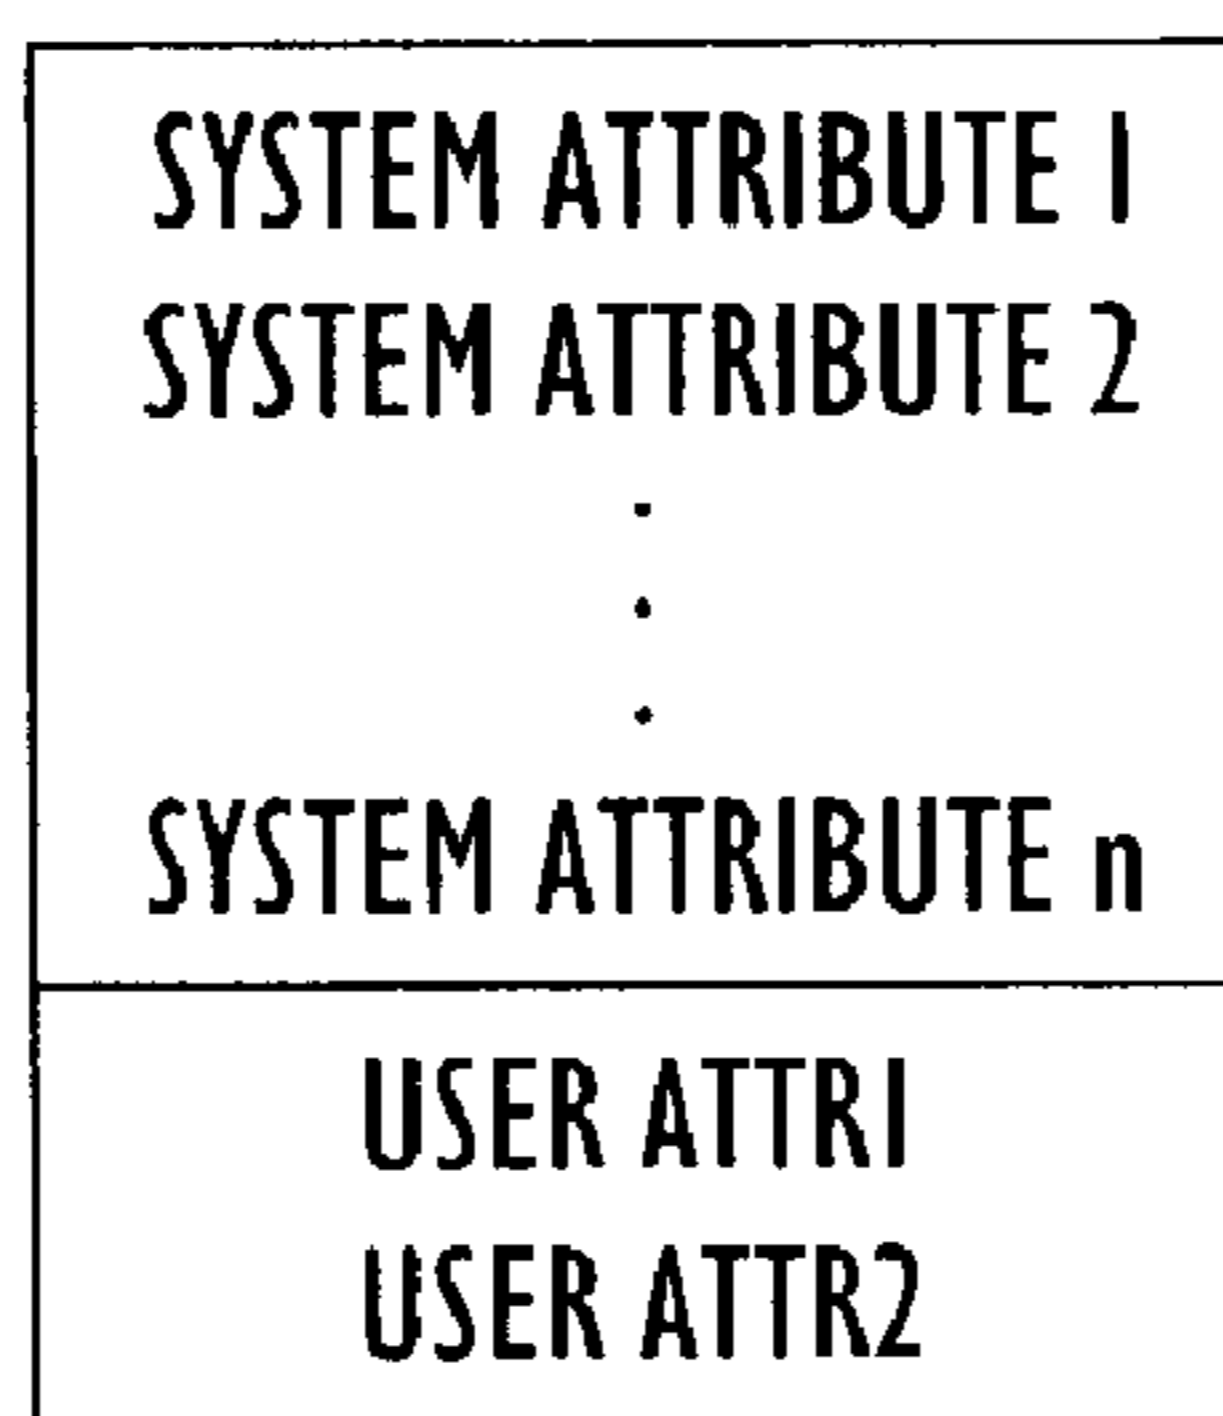 SYSTEM ATTRIBUTE 1
SYSTEM ATTRIBUTE 2
.
.
.
SYSTEM ATTRIBUTE n
USER ATTR1
USER ATTR2